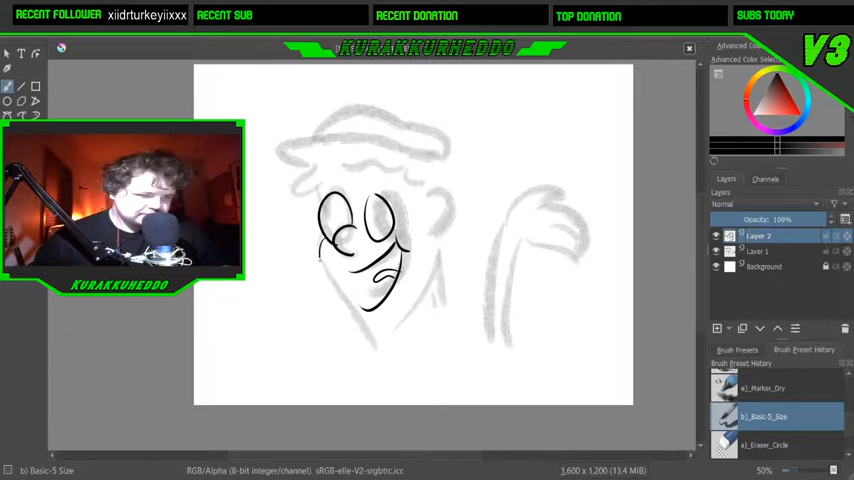 RECENT FOLLOWER xiidrturkeyiixxx
RECENT SUB
RECENT DONATION
TOP DONATION
SUBS TODAY
KURAKKURHEDDO
V3
Advanced Color Selec
Layers
Channels
Layers
Normal
Opacity: 100%
Layer 2
Layer 1
Background
KURAKKUHEDDO
Brush Presets
Brush Preset History
Brush Preset History
e)_Marker_Dry
b)_Basic-5_Size
a)_Eraser_Circle
b) Basic-5 Size
RGB/Alpha (8-bit integer/channel) sRGB-elle-V2-srgbtrc.icc
1,600 x 1,200 (13.4 MiB)
50%